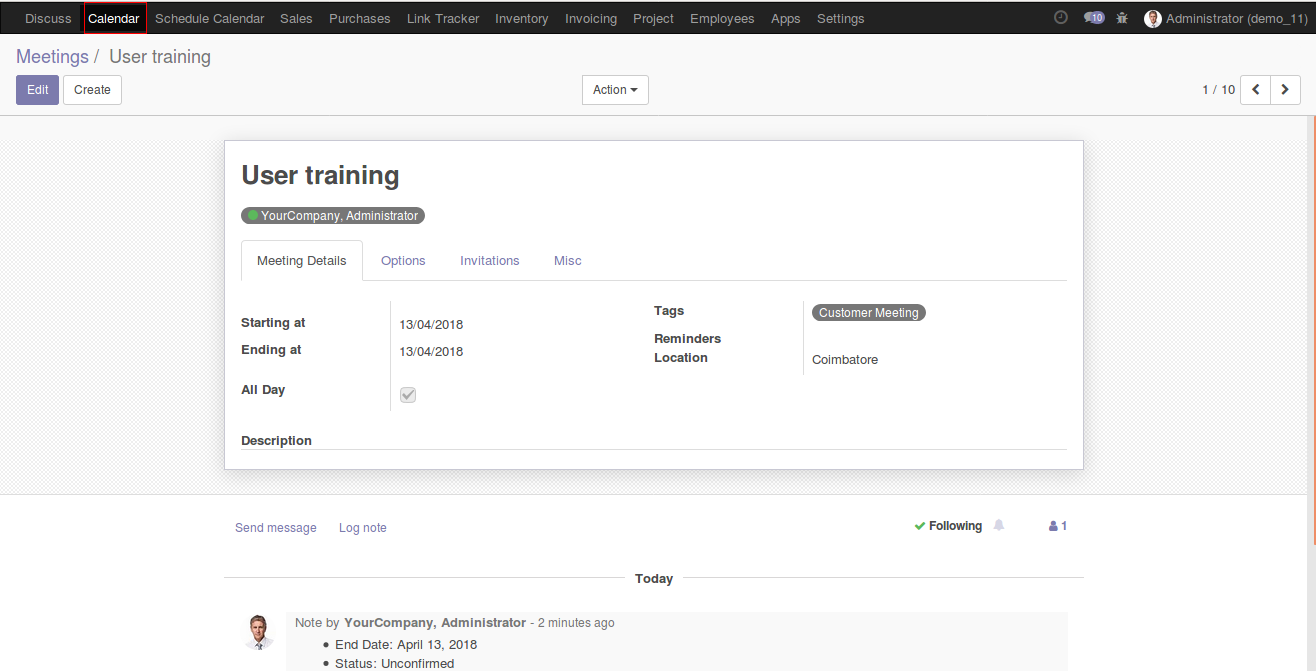 Discuss Calendar Schedule Calendar Sales Purchases Link Tracker Inventory Invoicing Project Employees Apps Settings 10 Administrator (demo_11)
Meetings / User training
Edit Create Action 1 / 10
User training
YourCompany, Administrator
Meeting Details Options Invitations Misc
Starting at 13/04/2018
Ending at 13/04/2018
All Day
Tags Customer Meeting
Reminders
Location Coimbatore
Description
Send message Log note Following 1
Today
Note by YourCompany, Administrator - 2 minutes ago
• End Date: April 13, 2018
• Status: Unconfirmed